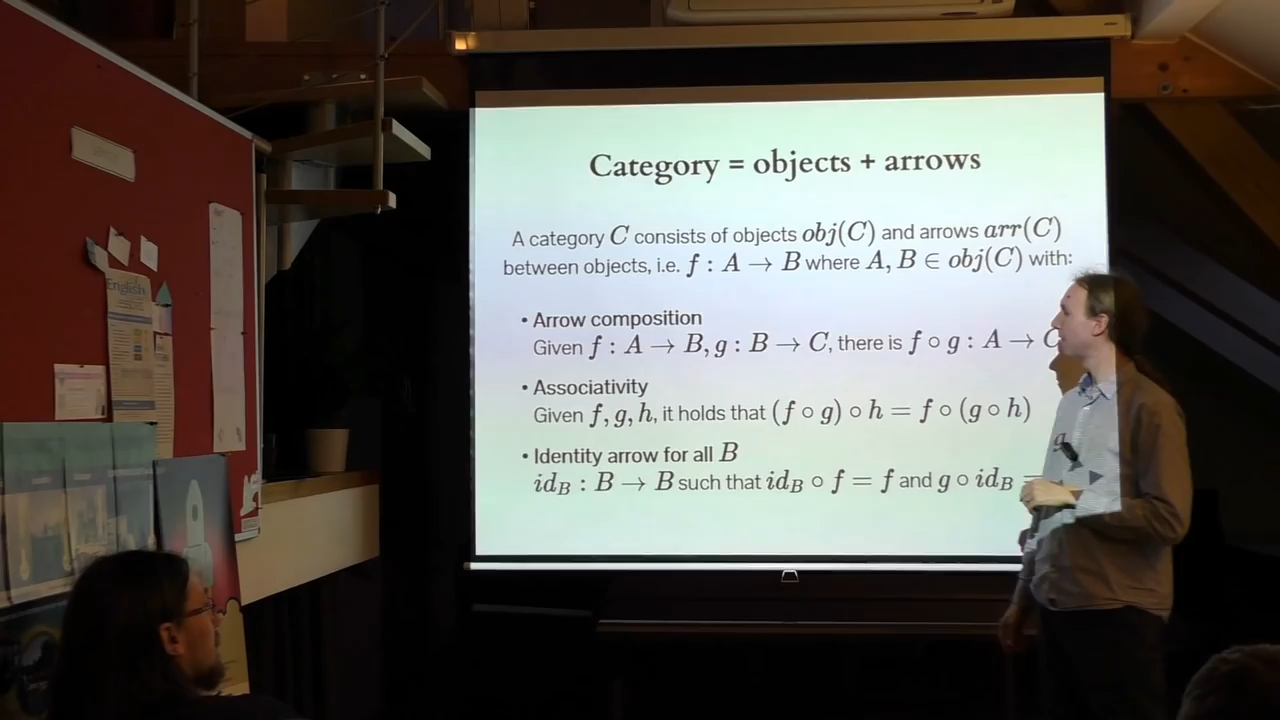 Category = objects + arrows
A category C consists of objects obj(C) and arrows arr(C)
between objects, i.e. f : A → B where A, B ∈ obj(C) with:
• Arrow composition
Given f : A → B, g : B → C, there is f ∘ g : A → C
• Associativity
Given f, g, h, it holds that (f ∘ g) ∘ h = f ∘ (g ∘ h)
• Identity arrow for all B
id_B : B → B such that id_B ∘ f = f and g ∘ id_B = g
English